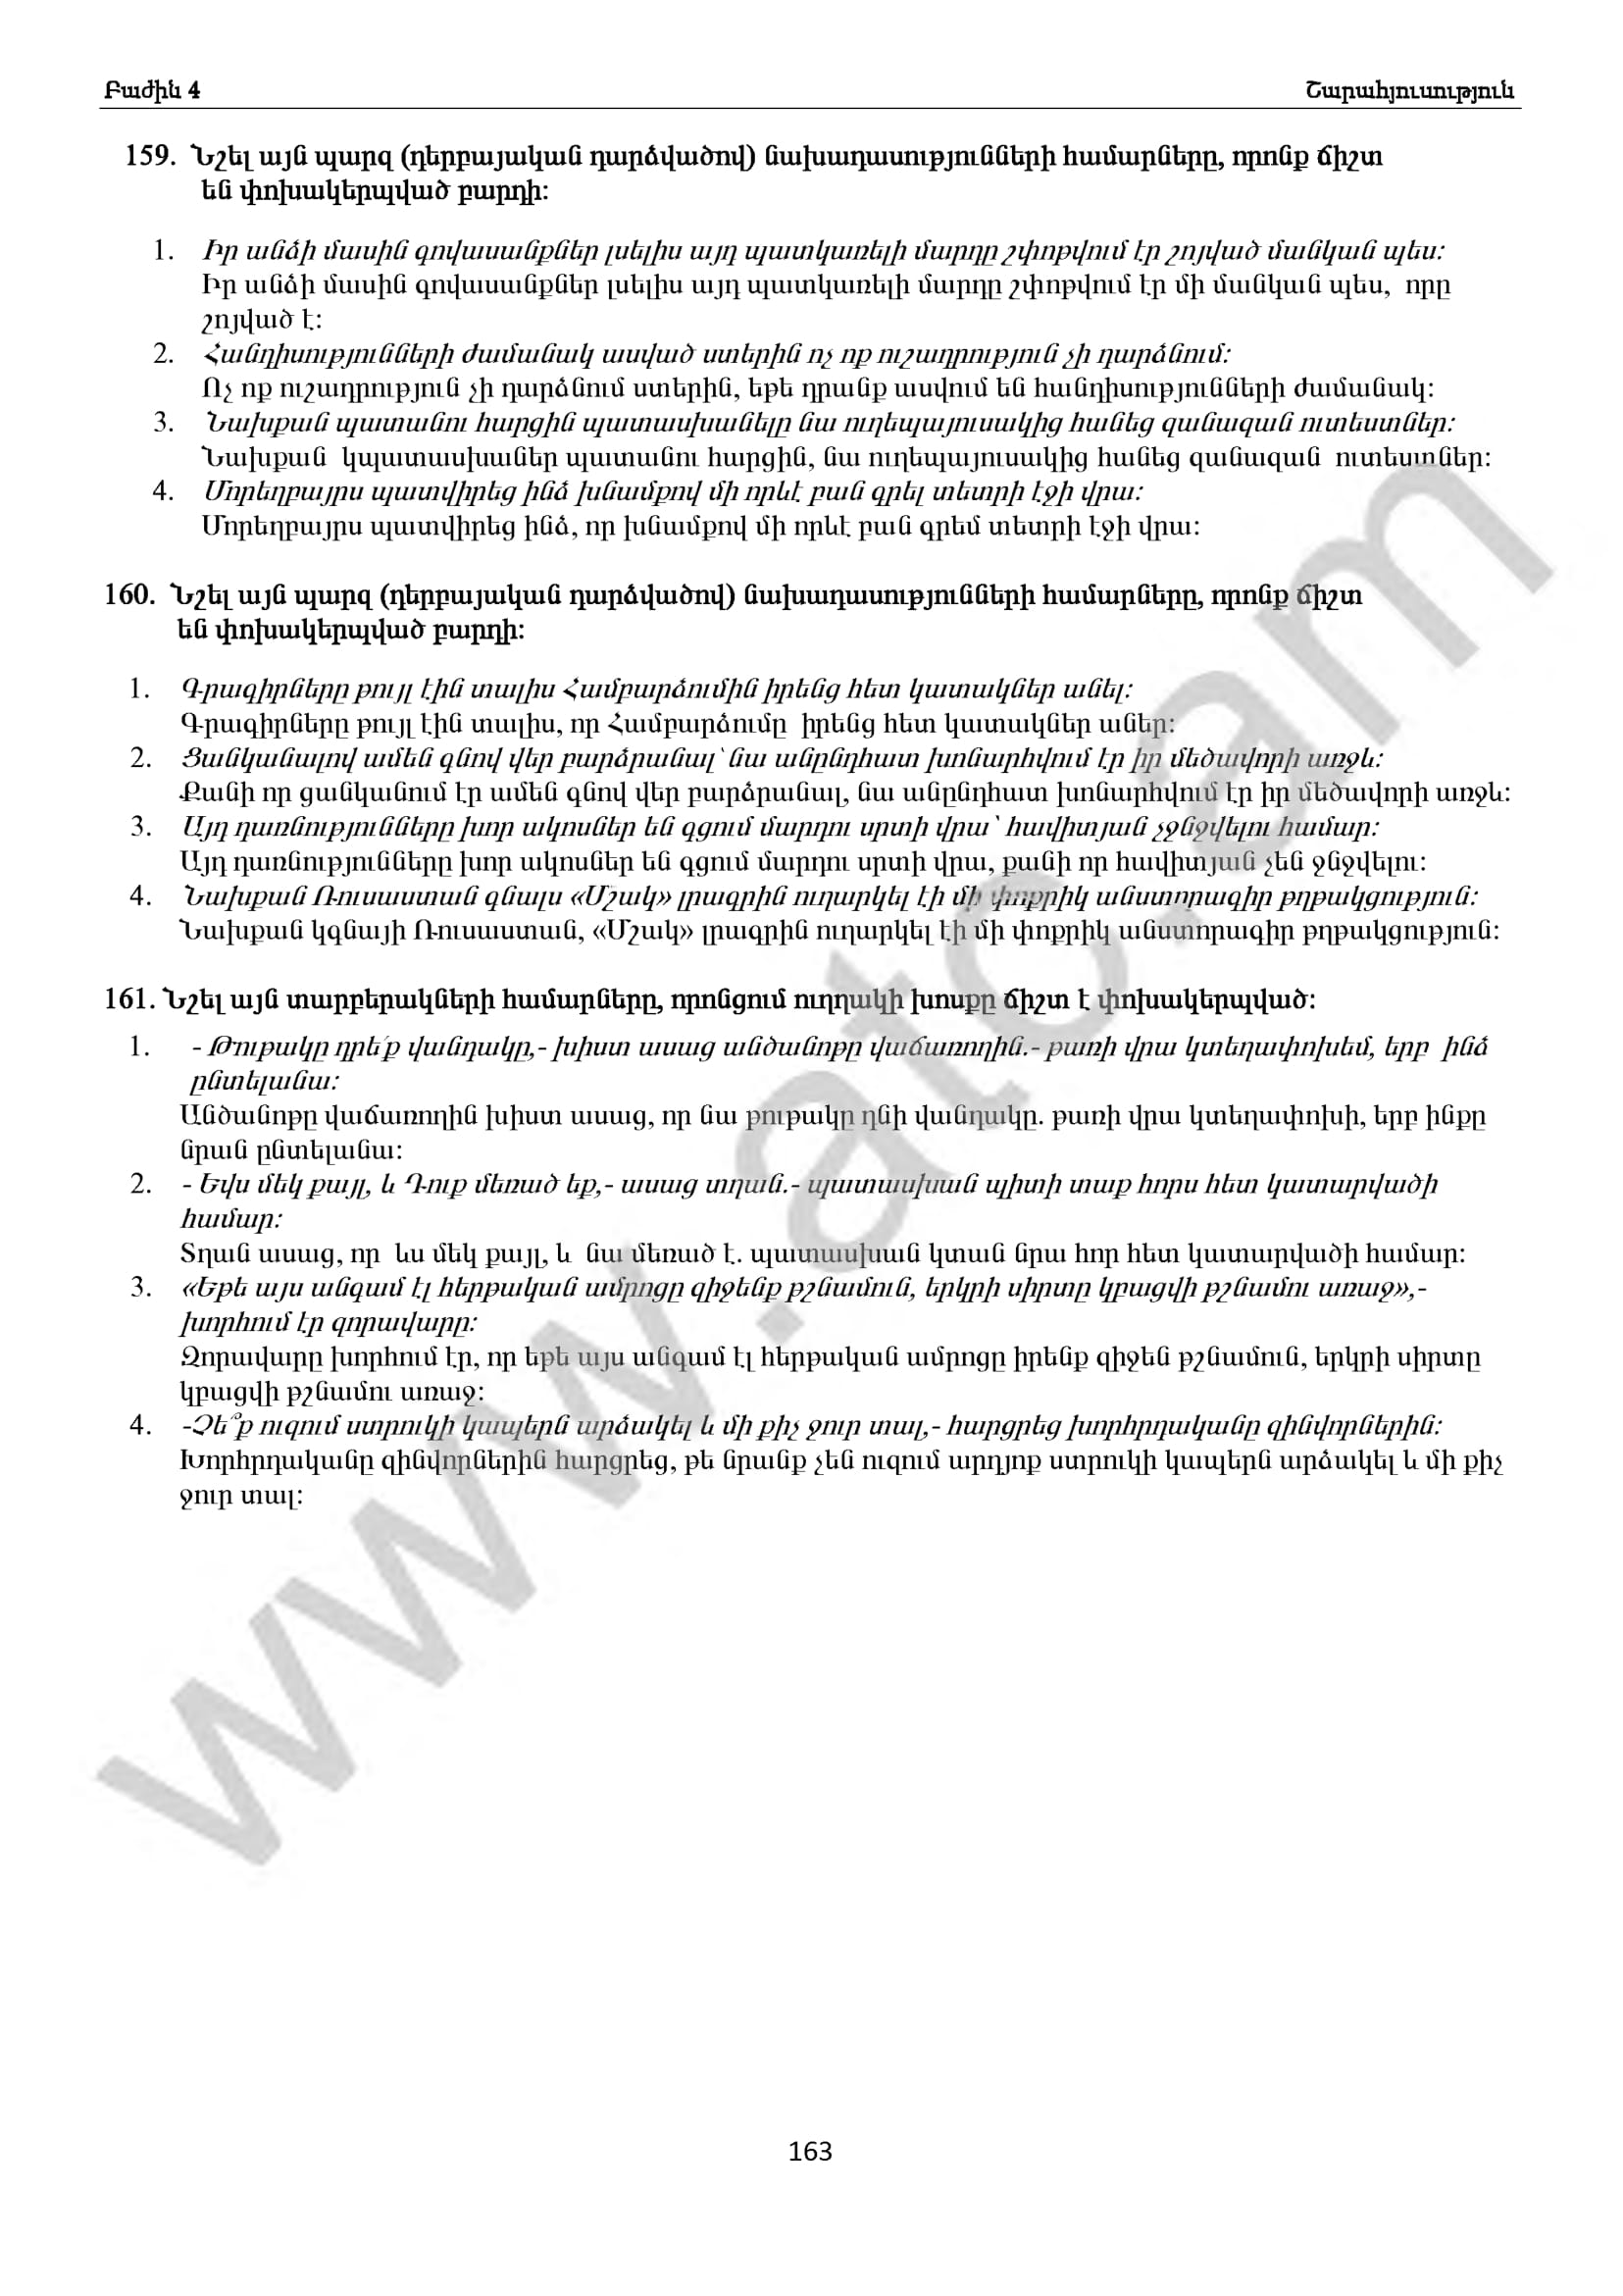 Բաժին 4 Շարահյուսություն
159. Նշել այն պարզ (դերբայական դարձվածով) նախադասությունների համարները, որոնք ճիշտ
են փոխակերպված բարդի:
1. Իր անձի մասին գովասանքներ լսելիս այդ պատկառելի մարդը շփոթվում էր շոյված մանկան պես:
Իր անձի մասին գովասանքներ լսելիս այդ պատկառելի մարդը շփոթվում էր մի մանկան պես, որը
շոյված է:
2. Հանդիսությունների ժամանակ ասված ստերին ոչ ոք ուշադրություն չի դարձնում:
Ոչ ոք ուշադրություն չի դարձնում ստերին, եթե դրանք ասվում են հանդիսությունների ժամանակ:
3. Նախքան պատանու հարցին պատասխանելը նա ուղեպայուսակից հանեց զանազան ուտեստներ:
Նախքան կպատասխաներ պատանու հարցին, նա ուղեպայուսակից հանեց զանազան ուտեստներ:
4. Մորեղբայրս պատվիրեց ինձ խնամքով մի որևէ բան գրել տետրի էջի վրա:
Մորեղբայրս պատվիրեց ինձ, որ խնամքով մի որևէ բան գրեմ տետրի էջի վրա:
160. Նշել այն պարզ (դերբայական դարձվածով) նախադասությունների համարները, որոնք ճիշտ
են փոխակերպված բարդի:
1. Գրագիրները թույլ էին տալիս Համբարձումին իրենց հետ կատակներ անել:
Գրագիրները թույլ էին տալիս, որ Համբարձումը իրենց հետ կատակներ աներ:
2. Ցանկանալով ամեն գնով վեր բարձրանալ՝ նա անընդհատ խոնարհվում էր իր մեծավորի առջև:
Քանի որ ցանկանում էր ամեն գնով վեր բարձրանալ, նա անընդհատ խոնարհվում էր իր մեծավորի առջև:
3. Այդ դառնությունները խոր ակոսներ են գցում մարդու սրտի վրա՝ հավիտյան չջնջվելու համար:
Այդ դառնությունները խոր ակոսներ են գցում մարդու սրտի վրա, քանի որ հավիտյան չեն ջնջվելու:
4. Նախքան Ռուսաստան գնալս «Մշակ» լրագրին ուղարկել էի մի փոքրիկ անստորագիր թղթակցություն:
Նախքան կգնայի Ռուսաստան, «Մշակ» լրագրին ուղարկել էի մի փոքրիկ անստորագիր թղթակցություն:
161. Նշել այն տարբերակների համարները, որոնցում ուղղակի խոսքը ճիշտ է փոխակերպված:
1. - Թութակը դրե՛ք վանդակը,- խիստ ասաց անծանոթը վաճառողին.- թառի վրա կտեղափոխեմ, երբ ինձ
ընտելանա:
Անծանոթը վաճառողին խիստ ասաց, որ նա թութակը դնի վանդակը. թառի վրա կտեղափոխի, երբ ինքը
նրան ընտելանա:
2. - Եվս մեկ քայլ, և Դուք մեռած եք,- ասաց տղան.- պատասխան պիտի տաք հորս հետ կատարվածի
համար:
Տղան ասաց, որ ևս մեկ քայլ, և նա մեռած է. պատասխան կտան նրա հոր հետ կատարվածի համար:
3. «Եթե այս անգամ էլ հերթական ամրոցը զիջենք թշնամուն, երկրի սիրտը կբացվի թշնամու առաջ»,-
խորհում էր զորավարը:
Զորավարը խորհում էր, որ եթե այս անգամ էլ հերթական ամրոցը իրենք զիջեն թշնամուն, երկրի սիրտը
կբացվի թշնամու առաջ:
4. -Չե՞ք ուզում ստրուկի կապերն արձակել և մի քիչ ջուր տալ,- հարցրեց խորհրդականը զինվորներին:
Խորհրդականը զինվորներին հարցրեց, թե նրանք չեն ուզում արդյոք ստրուկի կապերն արձակել և մի քիչ
ջուր տալ:
www.atc.am
163